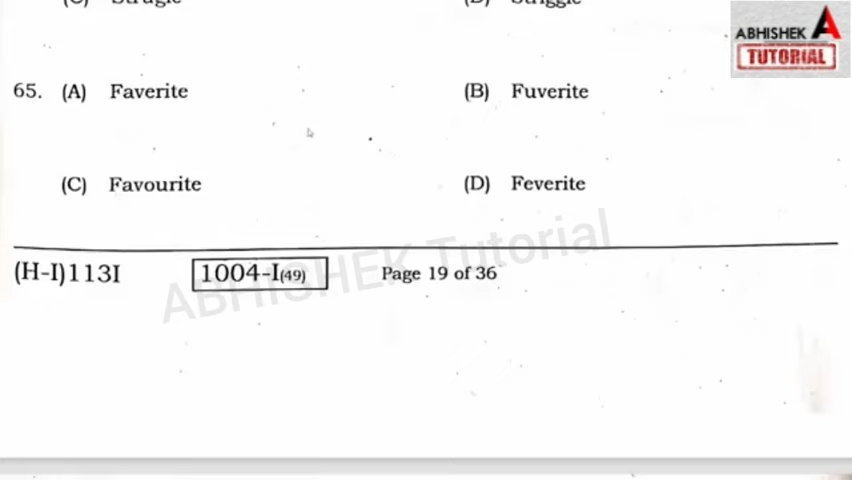 ABHISHEK A
TUTORIAL
65. (A) Faverite (B) Fuverite
(C) Favourite (D) Feverite
(H-I)113I 1004-I(49) Page 19 of 36
ABHISHEK Tutorial